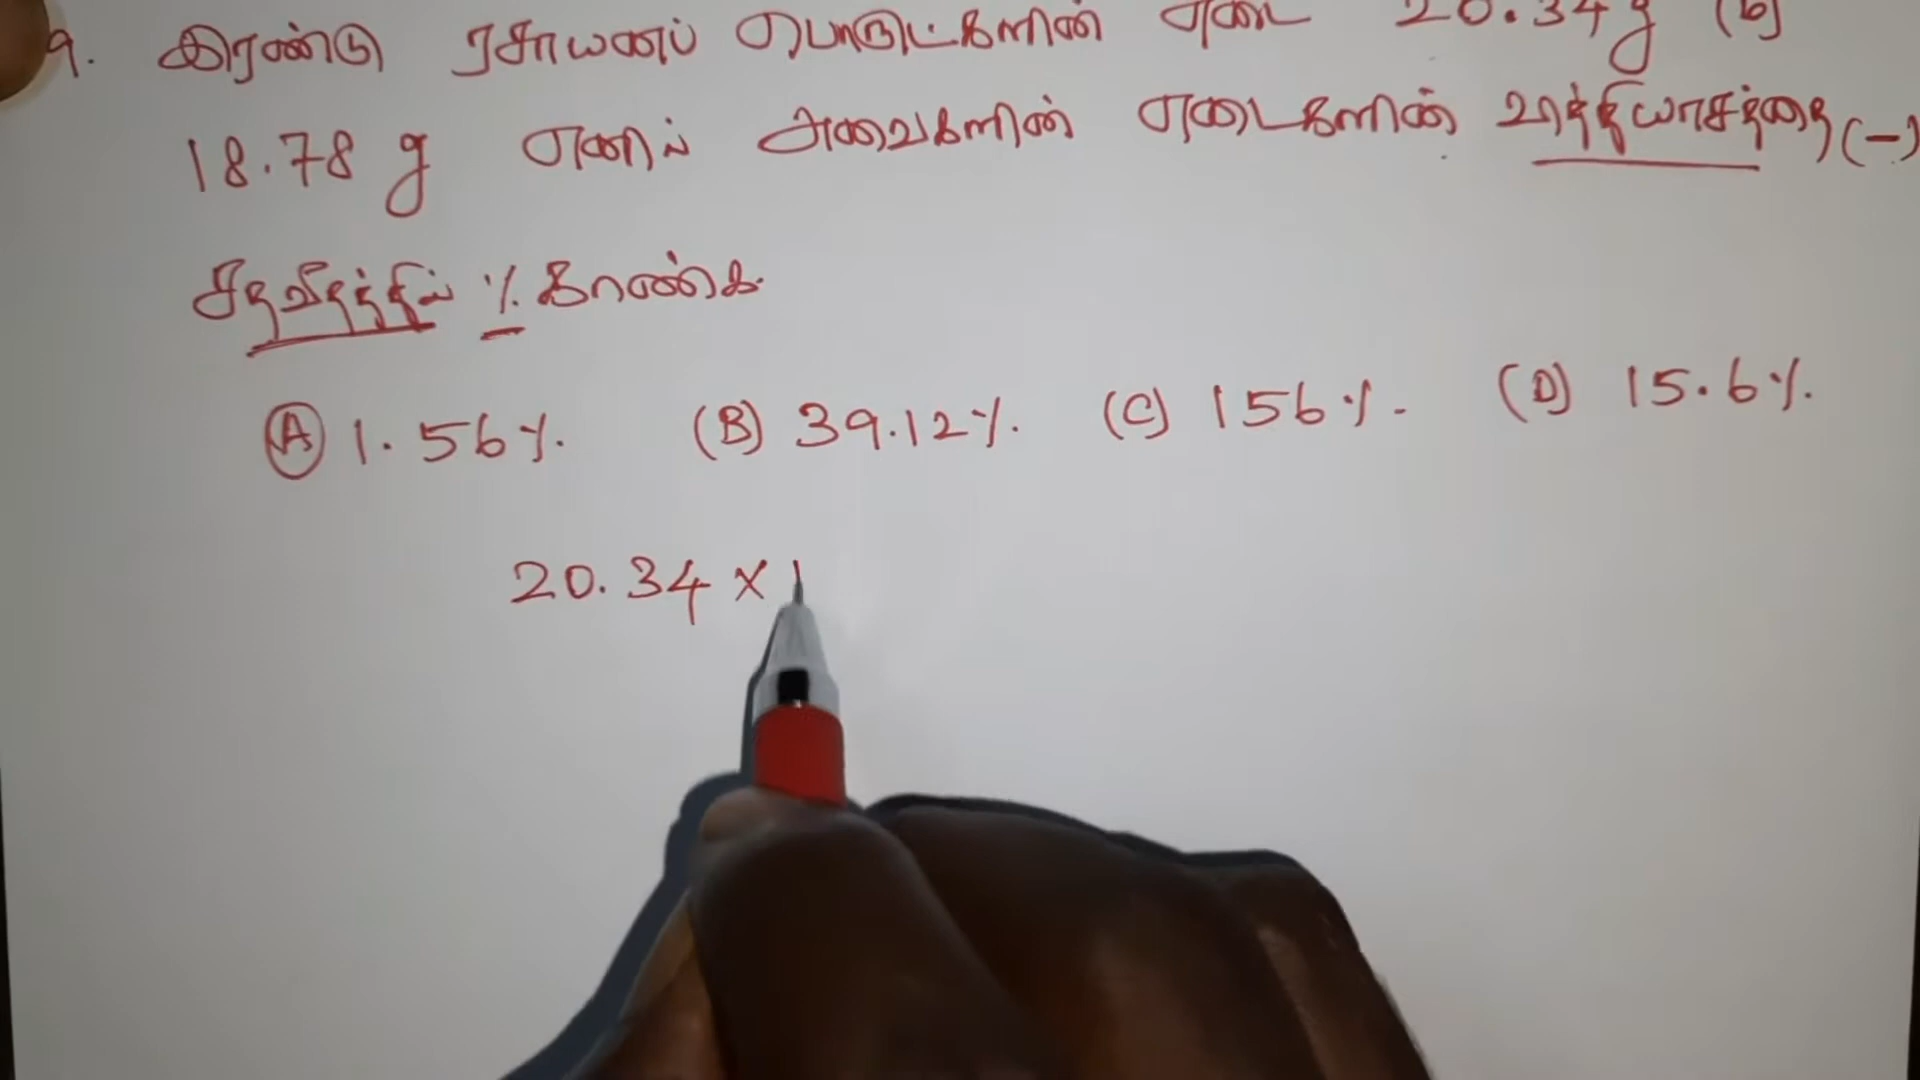 9. இரண்டு ரசாயனப் பொருட்களின் எடை 20.34 g (b)
18.78 g எனில் அவைகளின் எடைகளின் வித்தியாசத்தை (-)
சதவீதத்தில் % காண்க.
(A) 1.56%. (B) 39.12%. (C) 156%. (D) 15.6%.
20.34 × 1